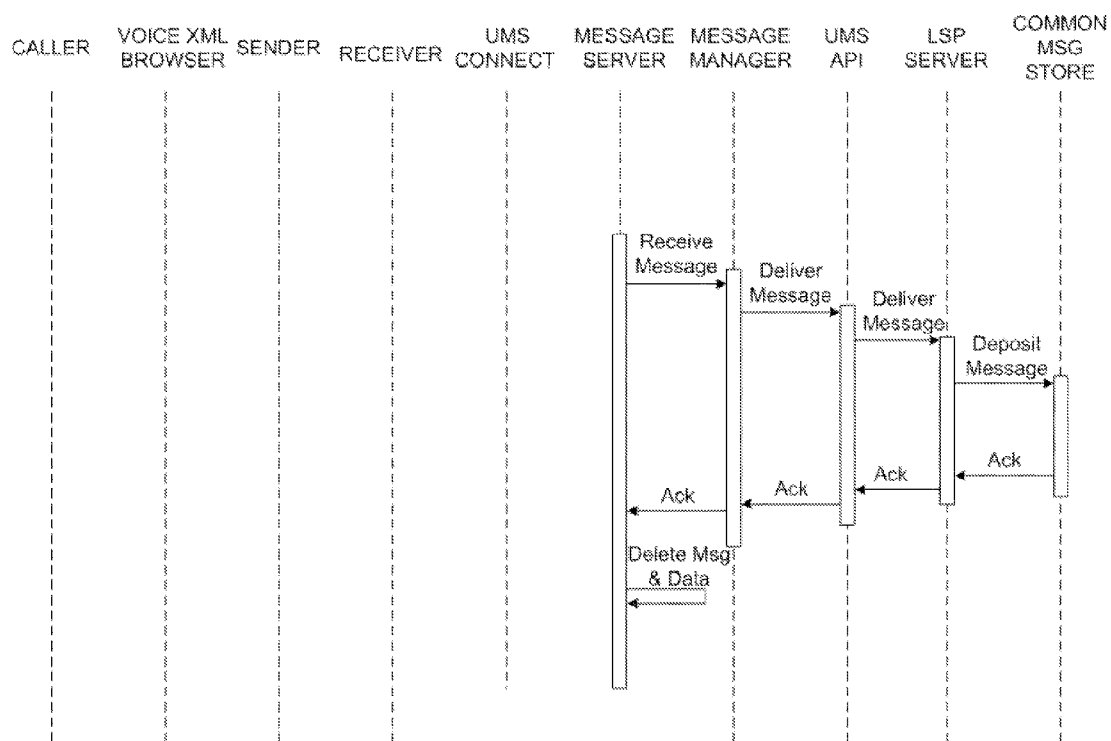 CALLER
VOICE XML
BROWSER
SENDER
RECEIVER
UMS
CONNECT
MESSAGE
SERVER
MESSAGE
MANAGER
UMS
API
LSP
SERVER
COMMON
MSG
STORE
Receive
Message
Deliver
Message
Deliver
Message
Deposit
Message
Ack
Ack
Ack
Ack
Delete Msg
& Data